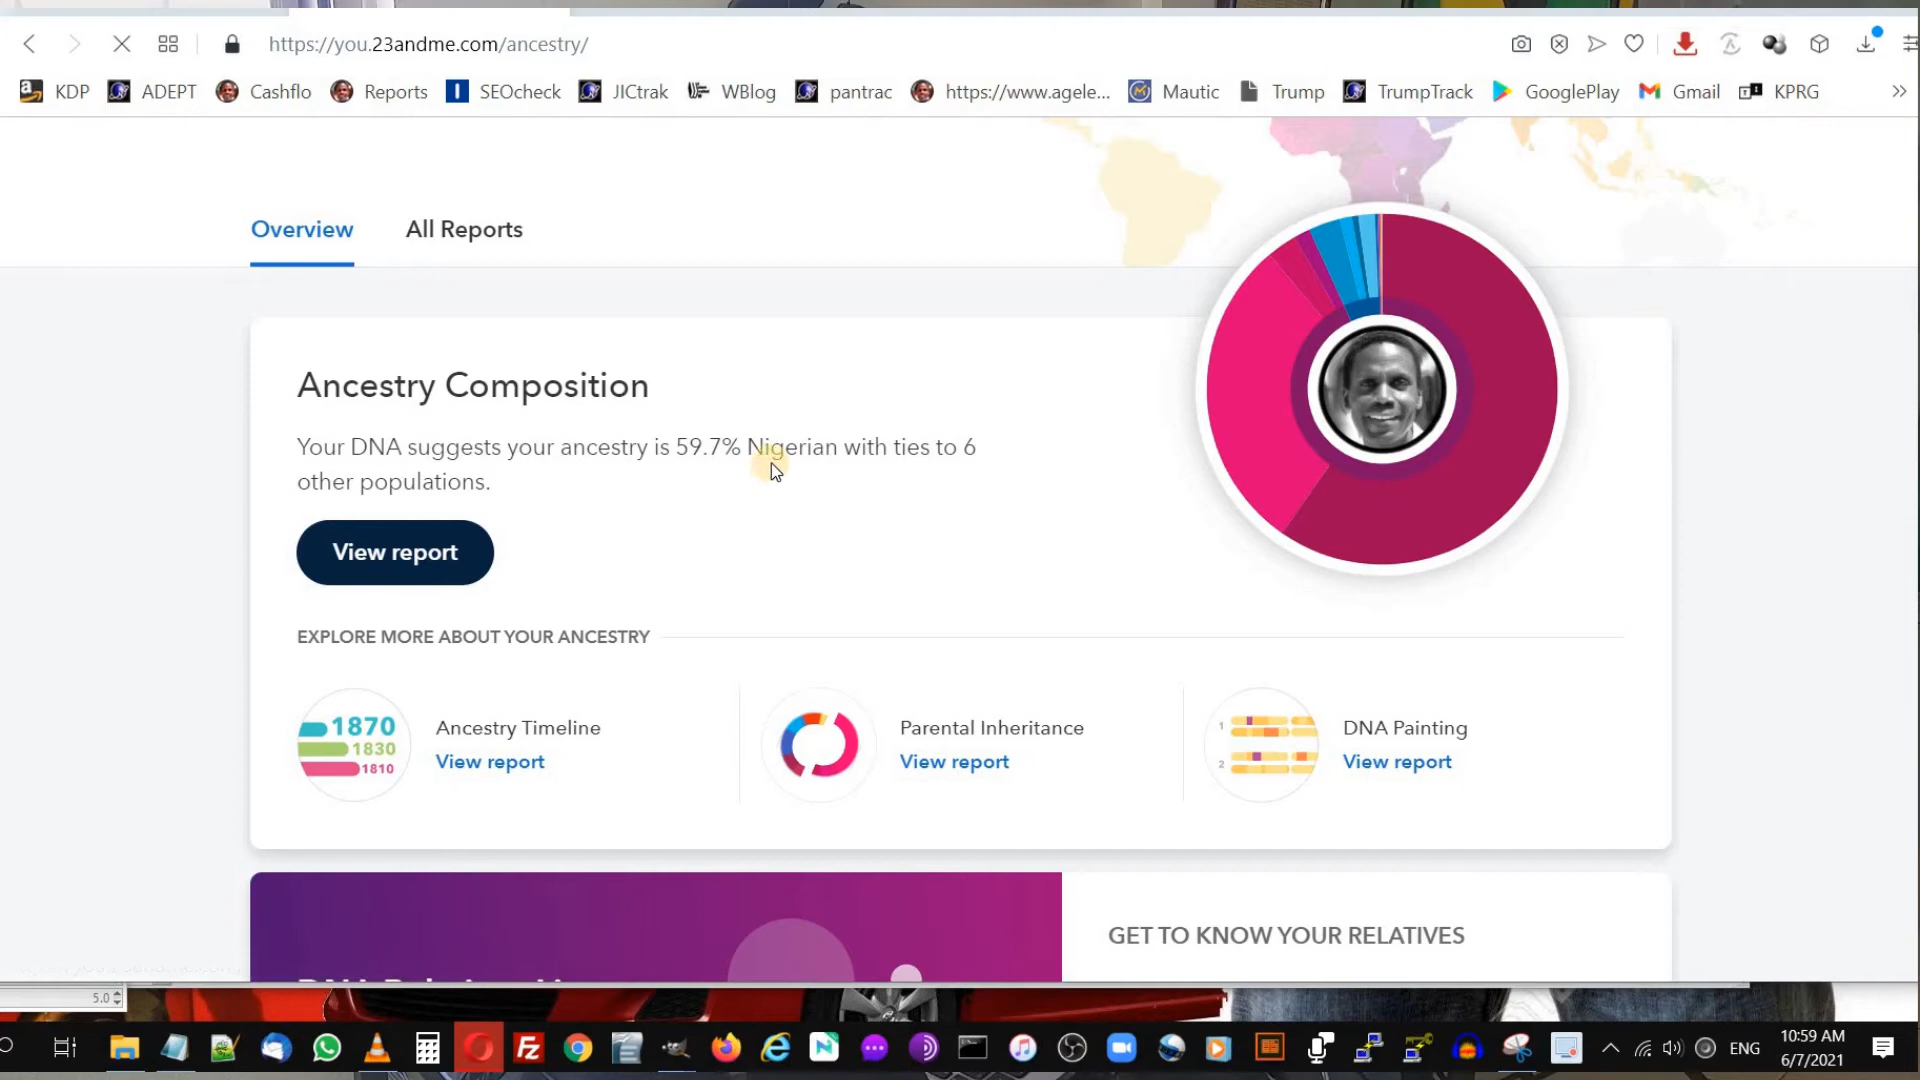 https://you.23andme.com/ancestry/
KDP ADEPT Cashflo Reports SEOcheck JICtrak WBlog pantrac https://www.agele... Mautic Trump TrumpTrack GooglePlay Gmail KPRG
Overview All Reports
Ancestry Composition
Your DNA suggests your ancestry is 59.7% Nigerian with ties to 6
other populations.
View report
EXPLORE MORE ABOUT YOUR ANCESTRY
1870
1830
1810
Ancestry Timeline
View report
Parental Inheritance
View report
1
2
DNA Painting
View report
GET TO KNOW YOUR RELATIVES
5.0
ENG
10:59 AM
6/7/2021